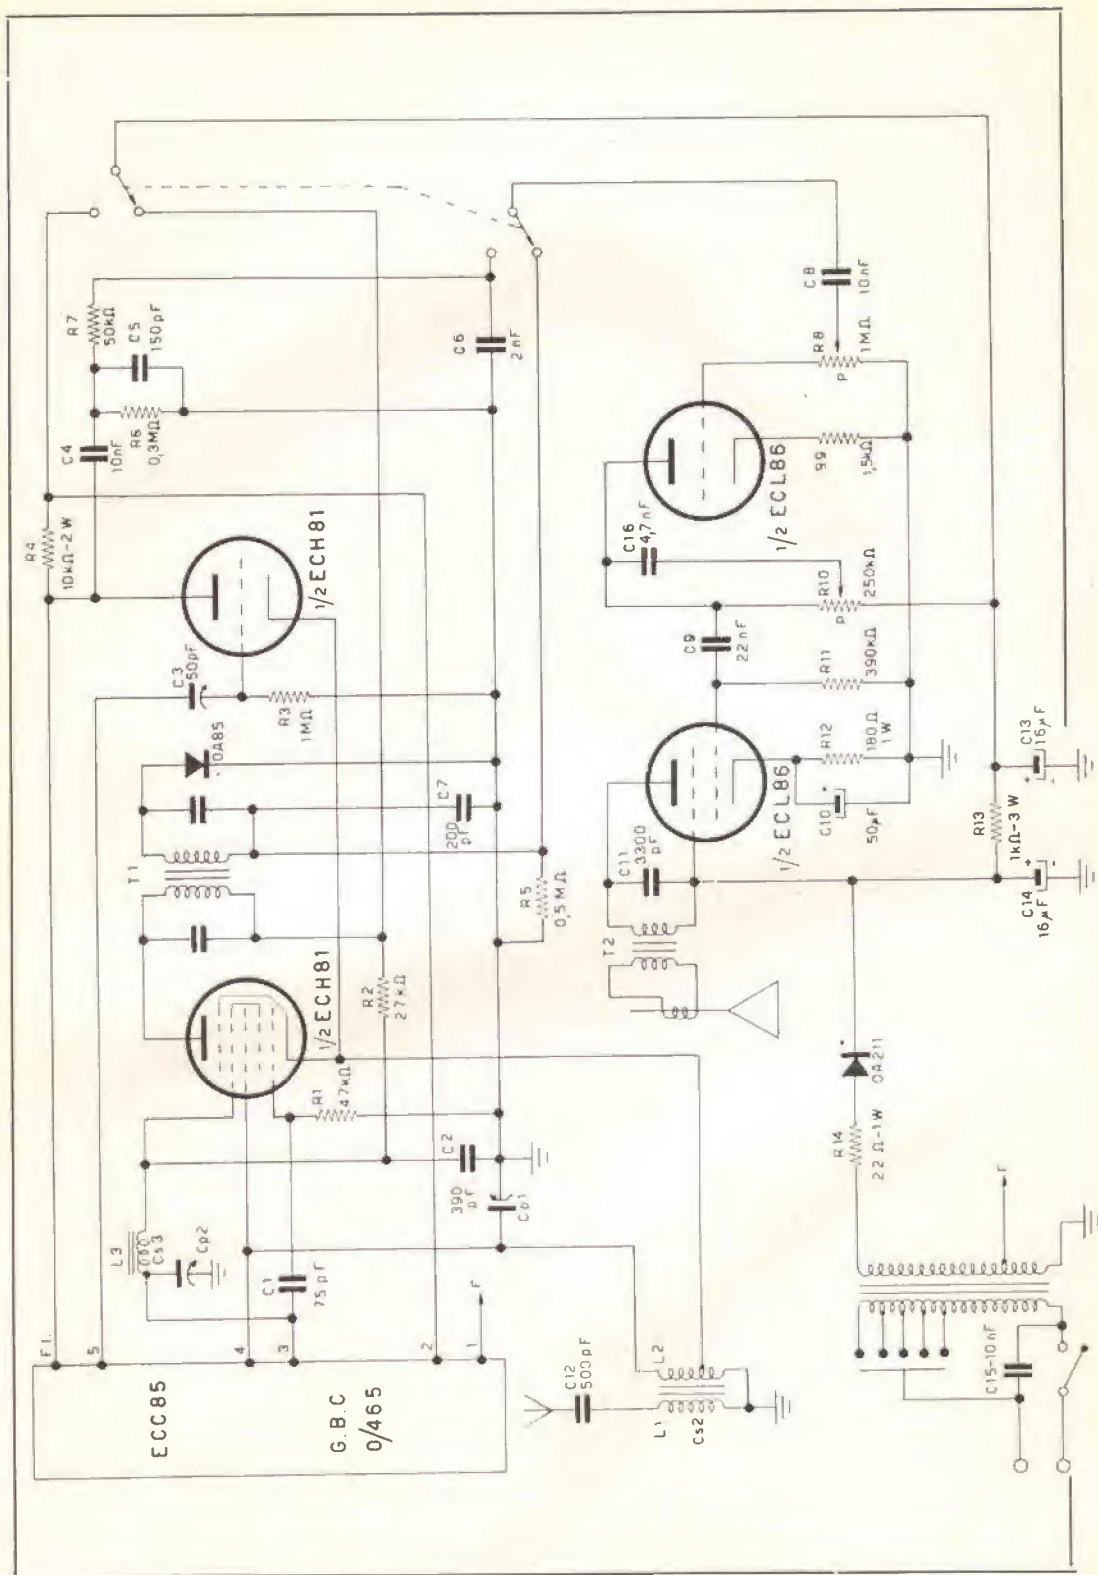 ECC85
G.B.C
0/465
F.I.
5
4
3
2
1
F
L3
Cs3
Cp2
C1
75pF
1/2 ECH81
R1
47kΩ
C2
390
pF
Cp1
R2
27kΩ
T1
OA85
C3
50pF
R3
1MΩ
C7
200
pF
R5
0,5MΩ
1/2 ECH81
R4
10kΩ-2W
C4
10nF
R6
0,3MΩ
R7
50kΩ
C5
150pF
C6
2nF
C12
500pF
L1
L2
Cs2
T2
C11
3300
pF
1/2 ECL86
C10
+
50µF
R12
180Ω
1W
R11
390kΩ
C9
22nF
C16
4,7nF
R10
250kΩ
P
1/2 ECL86
99
1,5kΩ
R8
1MΩ
P
C8
10nF
C15-10nF
F
R14
22Ω-1W
OA211
+
C14
16µF
+
-
R13
1kΩ-3W
C13
16µF
+
-